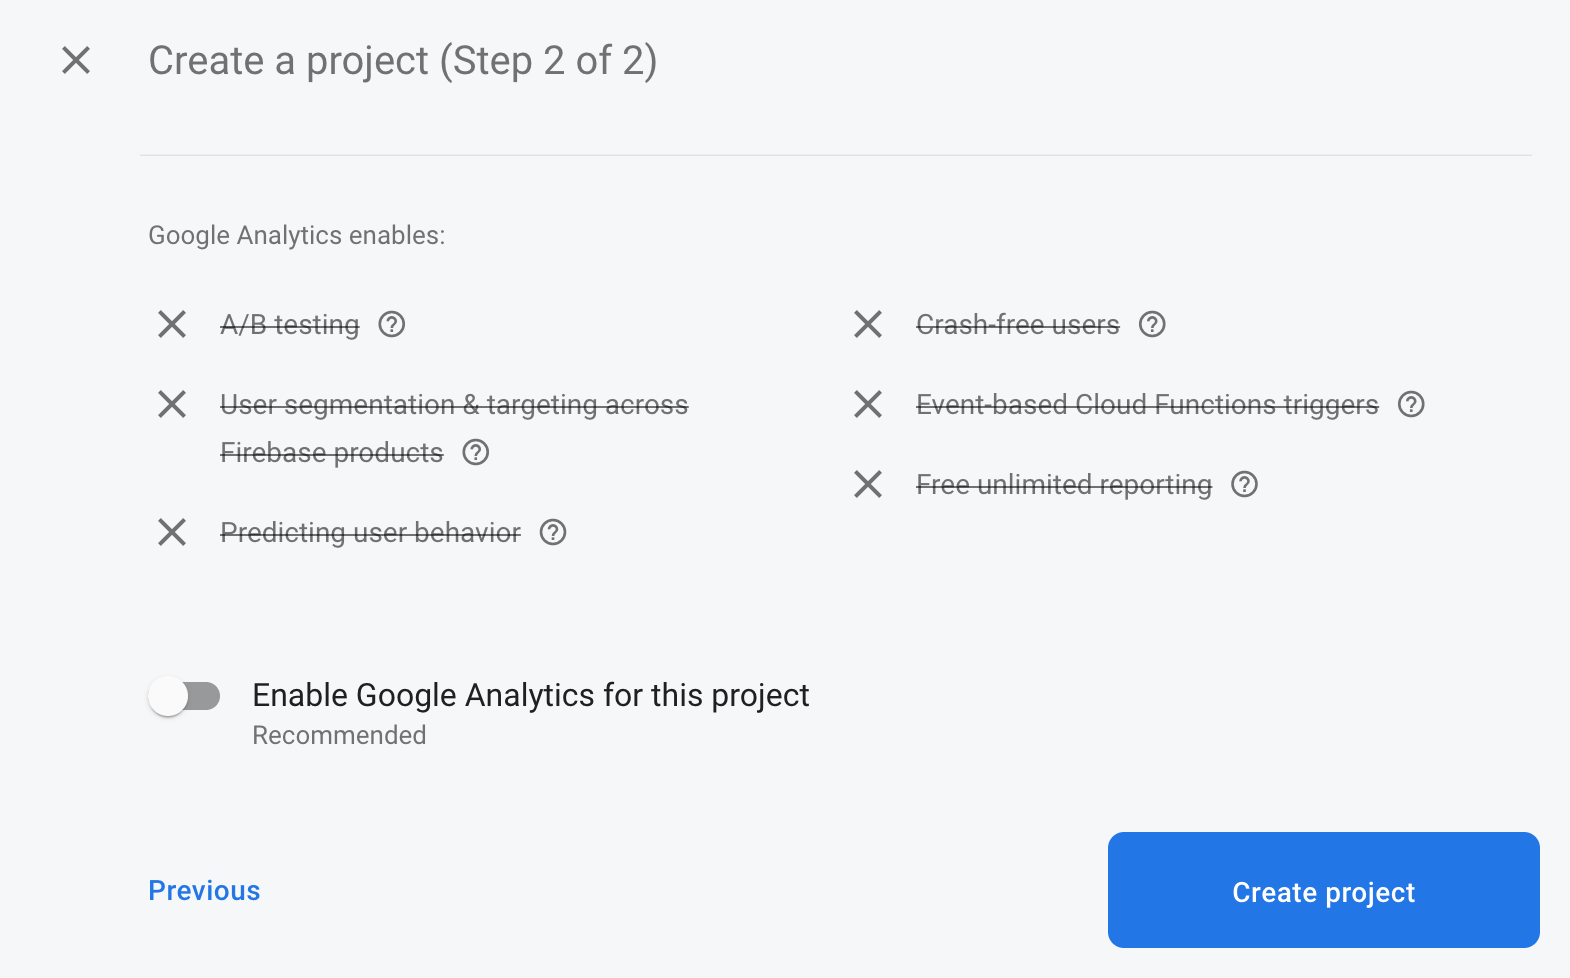 Create a project (Step 2 of 2)
Google Analytics enables:
A/B testing
User segmentation & targeting across
Firebase products
Predicting user behavior
Crash-free users
Event-based Cloud Functions triggers
Free unlimited reporting
Enable Google Analytics for this project
Recommended
Previous
Create project